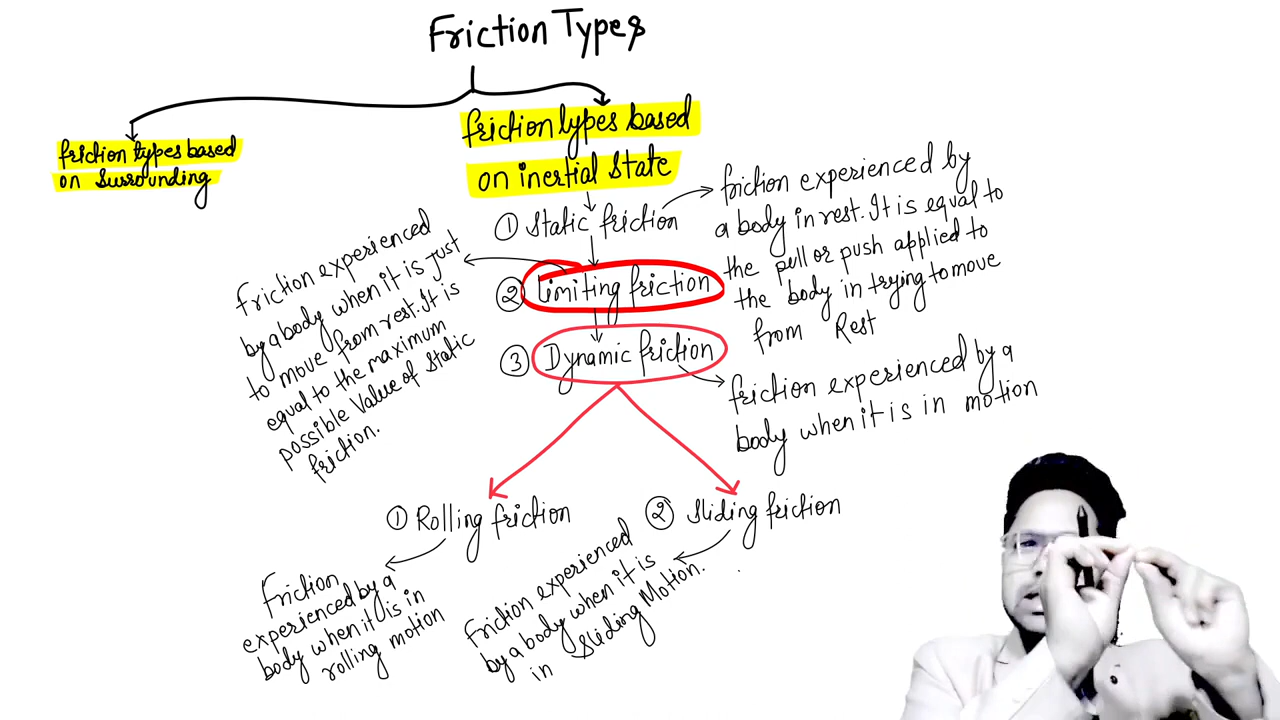 Friction Types
friction types based
on Surrounding
friction types based
on inertial state
① Static friction
friction experienced by
a body in rest. It is equal to
the pull or push applied to
the body in trying to move
from Rest
② limiting friction
Friction experienced
by a body when it is just
to move from rest. It is
equal to the maximum
possible Value of Static
friction.
③ Dynamic friction
friction experienced by a
body when it is in motion
① Rolling friction
Friction
experienced by a
body when it is in
rolling motion
② Sliding friction
Friction experienced
by a body when it is
in Sliding Motion.